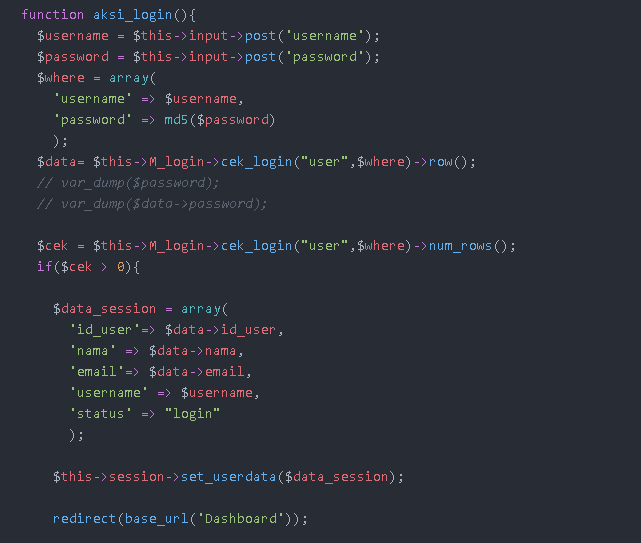 function aksi_login(){
$username = $this->input->post('username');
$password = $this->input->post('password');
$where = array(
'username' => $username,
'password' => md5($password)
);
$data= $this->M_login->cek_login("user",$where)->row();
// var_dump($password);
// var_dump($data->password);
$cek = $this->M_login->cek_login("user",$where)->num_rows();
if($cek > 0){
$data_session = array(
'id_user'=> $data->id_user,
'nama' => $data->nama,
'email'=> $data->email,
'username' => $username,
'status' => "login"
);
$this->session->set_userdata($data_session);
redirect(base_url('Dashboard'));